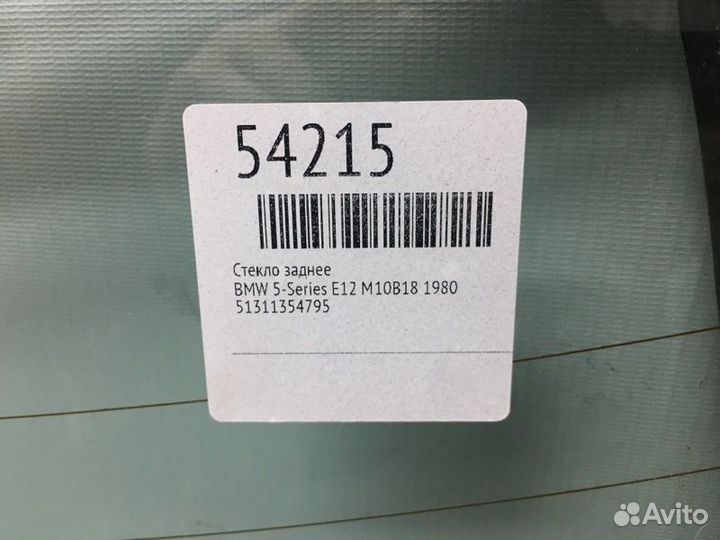 54215
Стекло заднее
BMW 5-Series E12 M10B18 1980
51311354795
Avito